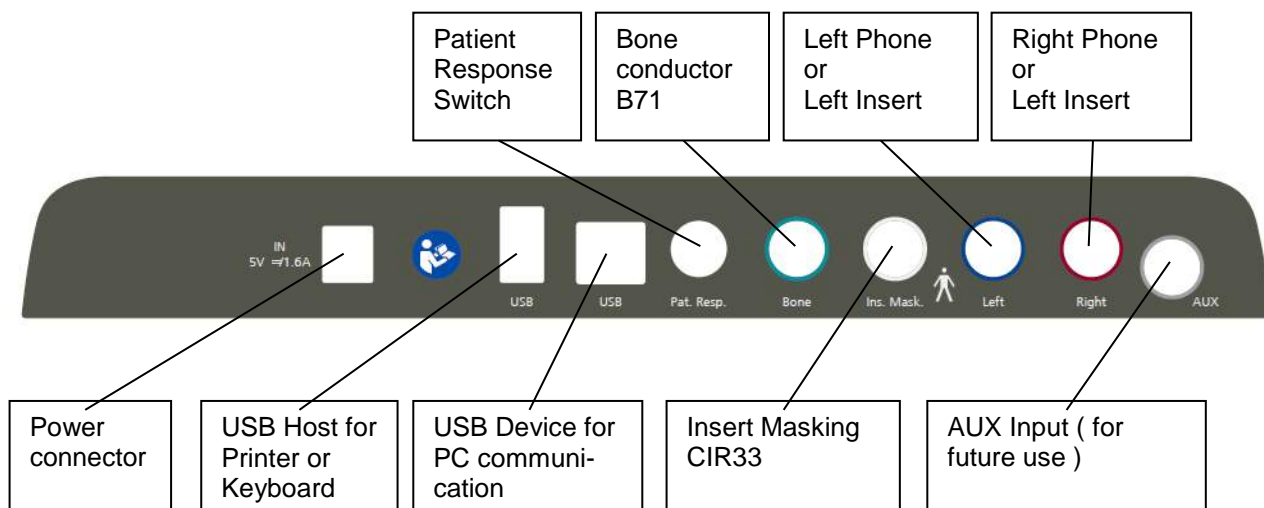 Patient
Response
Switch
Bone
conductor
B71
Left Phone
or
Left Insert
Right Phone
or
Left Insert
IN
5V ⎓/1.6A
USB
USB
Pat. Resp.
Bone
Ins. Mask.
Left
Right
AUX
Power
connector
USB Host for
Printer or
Keyboard
USB Device for
PC communi-
cation
Insert Masking
CIR33
AUX Input ( for
future use )